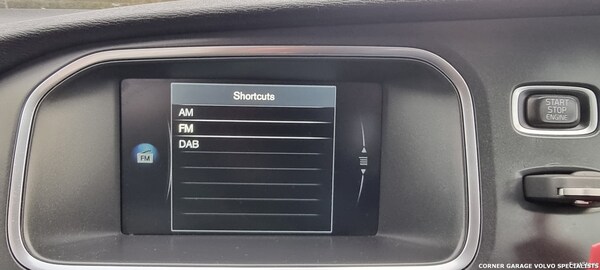 Shortcuts
AM
FM
DAB
FM
START
STOP
ENGINE
CORNER GARAGE VOLVO SPECIALISTS